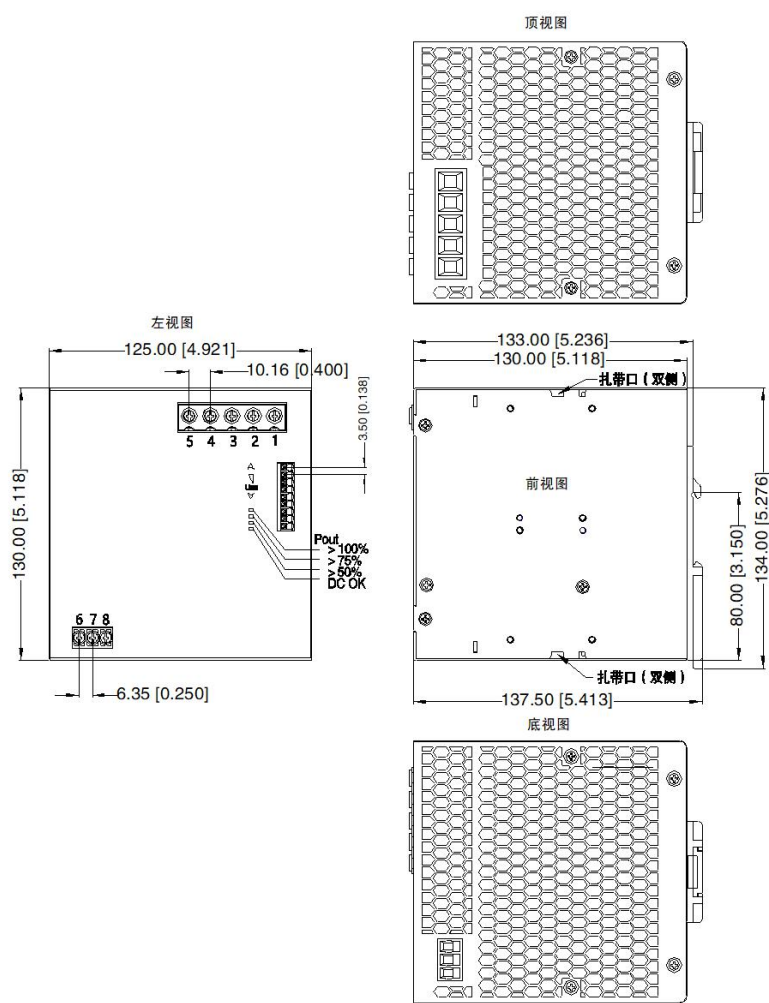 顶视图
左视图
125.00 [4.921]
10.16 [0.400]
3.50 [0.138]
5 4 3 2 1
130.00 [5.118]
Pout
> 100%
> 75%
> 50%
DC OK
6 7 8
6.35 [0.250]
133.00 [5.236]
130.00 [5.118]
扎带口（双侧）
前视图
80.00 [3.150]
134.00 [5.276]
扎带口（双侧）
137.50 [5.413]
底视图